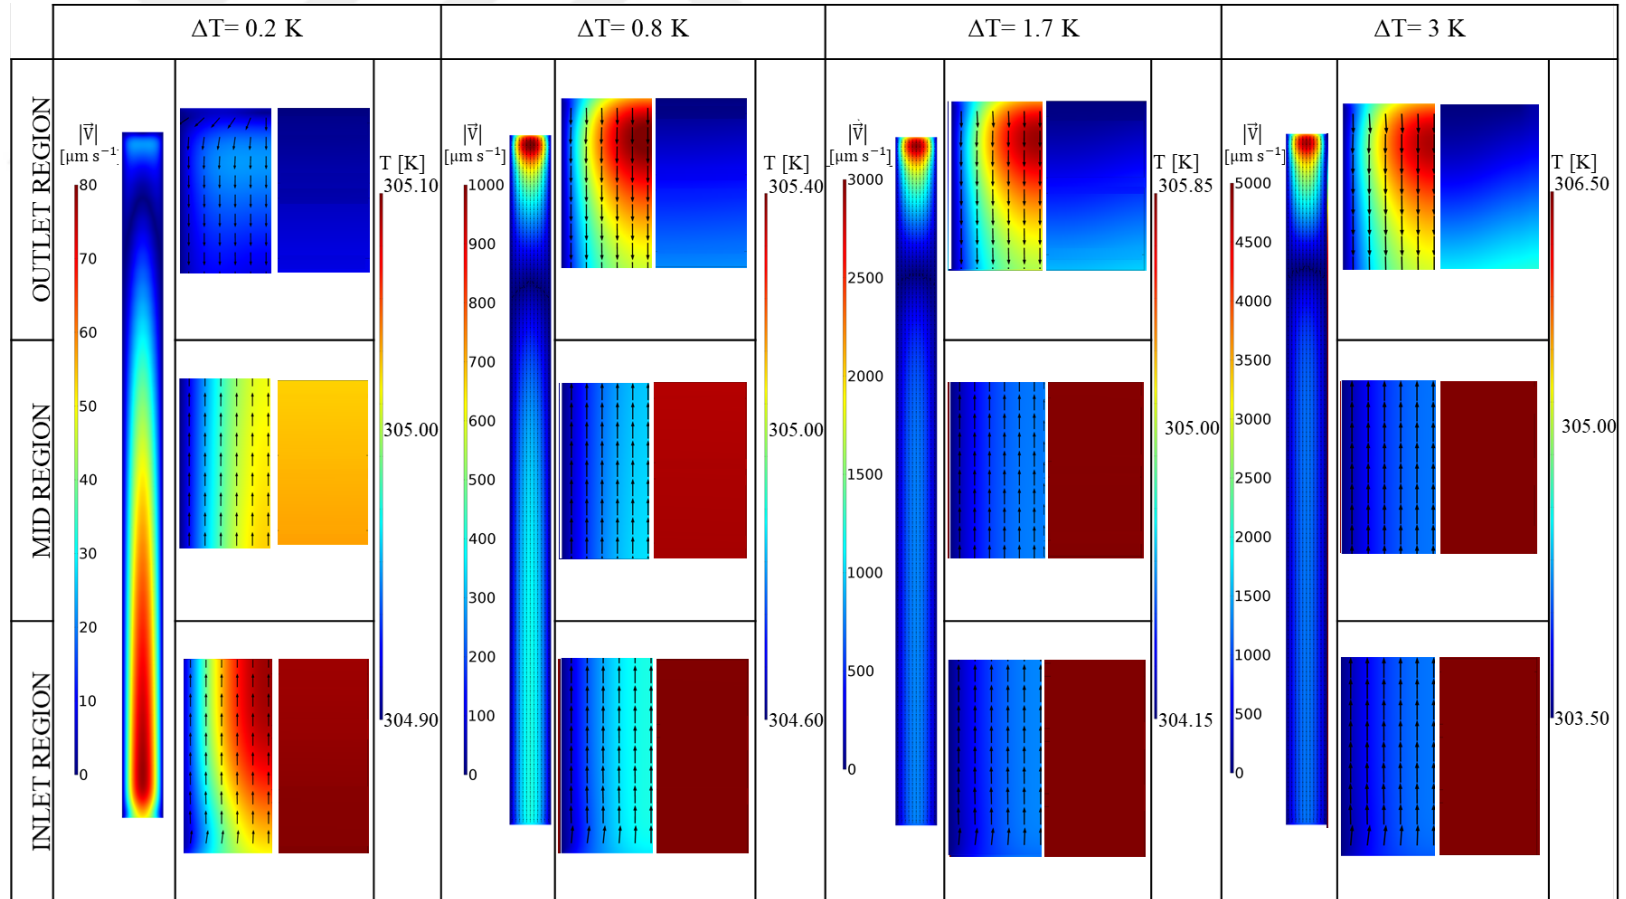 ΔT= 0.2 K
ΔT= 0.8 K
ΔT= 1.7 K
ΔT= 3 K
OUTLET REGION
MID REGION
INLET REGION
|V⃗|
[μm s⁻¹]
80
70
60
50
40
30
20
10
0
T [K]
305.10
305.00
304.90
|V⃗|
[μm s⁻¹]
1000
900
800
700
600
500
400
300
200
100
0
T [K]
305.40
305.00
304.60
|V⃗|
[μm s⁻¹]
3000
2500
2000
1500
1000
500
0
T [K]
305.85
305.00
304.15
|V⃗|
[μm s⁻¹]
5000
4500
4000
3500
3000
2500
2000
1500
1000
500
0
T [K]
306.50
305.00
303.50